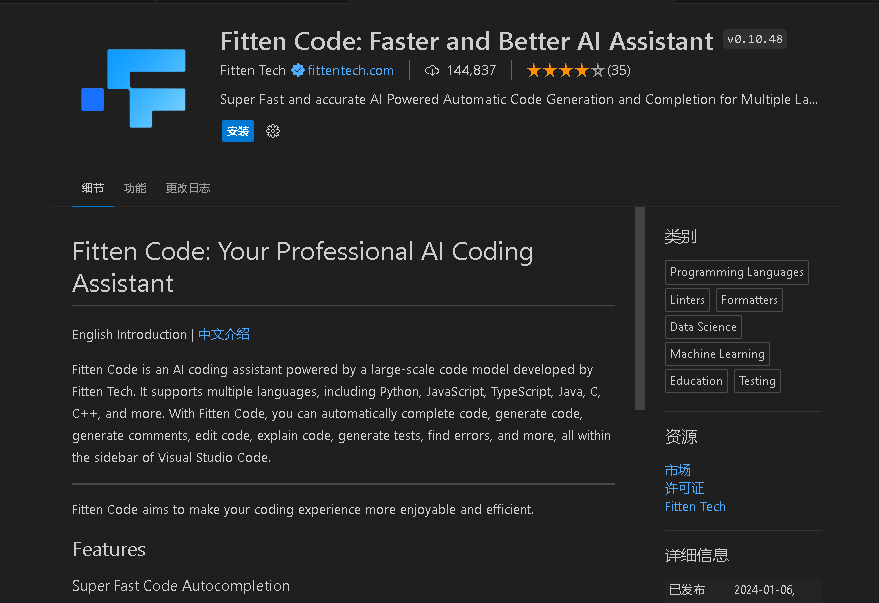 Fitten Code: Faster and Better AI Assistant v0.10.48
Fitten Tech fittentech.com 144,837 (35)
Super Fast and accurate AI Powered Automatic Code Generation and Completion for Multiple La...
安装
细节 功能 更改日志
Fitten Code: Your Professional AI Coding
Assistant
English Introduction | 中文介绍
Fitten Code is an AI coding assistant powered by a large-scale code model developed by
Fitten Tech. It supports multiple languages, including Python, JavaScript, TypeScript, Java, C,
C++, and more. With Fitten Code, you can automatically complete code, generate code,
generate comments, edit code, explain code, generate tests, find errors, and more, all within
the sidebar of Visual Studio Code.
Fitten Code aims to make your coding experience more enjoyable and efficient.
Features
Super Fast Code Autocompletion
类别
Programming Languages
Linters Formatters
Data Science
Machine Learning
Education Testing
资源
市场
许可证
Fitten Tech
详细信息
已发布 2024-01-06,